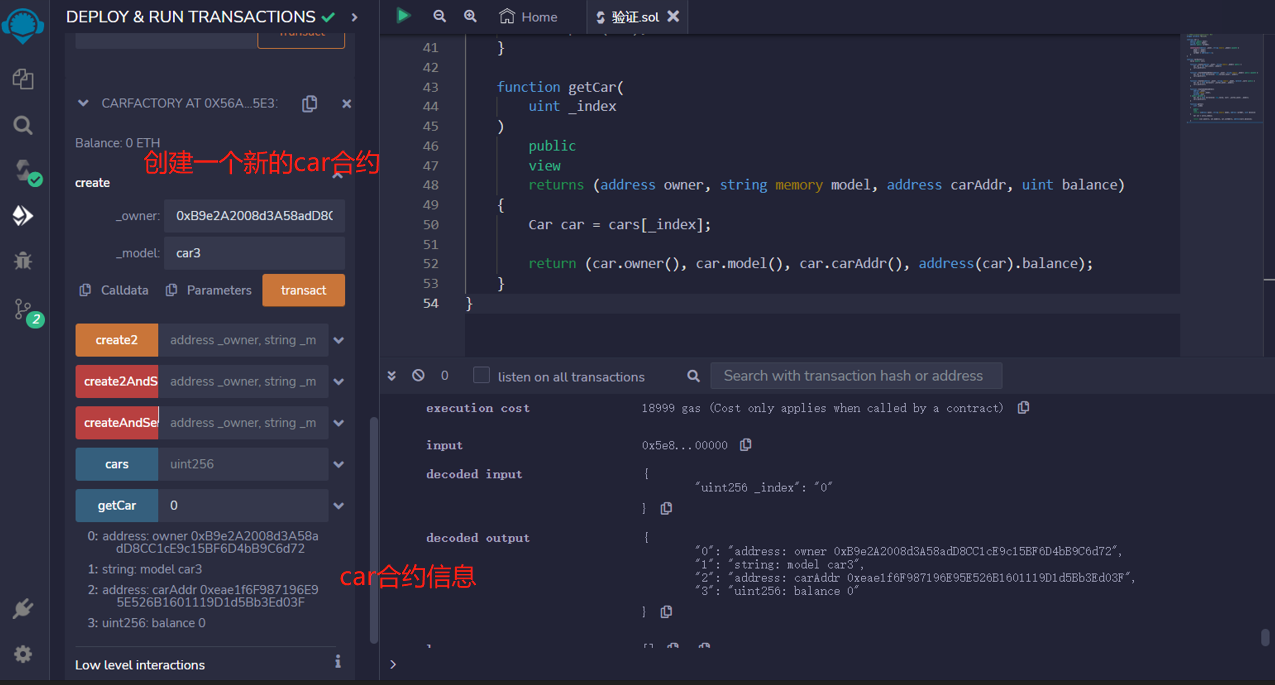 DEPLOY & RUN TRANSACTIONS
Transact
CARFACTORY AT 0X56A...5E3:
Balance: 0 ETH
创建一个新的car合约
create
_owner: 0xB9e2A2008d3A58adD8C
_model: car3
Calldata Parameters transact
create2 address _owner, string _m
create2AndS address _owner, string _m
createAndSe address _owner, string _m
cars uint256
getCar 0
0: address: owner 0xB9e2A2008d3A58a
dD8CC1cE9c15BF6D4bB9C6d72
1: string: model car3
2: address: carAddr 0xeae1f6F987196E9
5E526B1601119D1d5Bb3Ed03F
3: uint256: balance 0
car合约信息
Low level interactions
2
Home
验证.sol
41 }
42
43 function getCar(
44 uint _index
45 )
46 public
47 view
48 returns (address owner, string memory model, address carAddr, uint balance)
49 {
50 Car car = cars[_index];
51
52 return (car.owner(), car.model(), car.carAddr(), address(car).balance);
53 }
54 }
0 listen on all transactions Search with transaction hash or address
execution cost 18999 gas (Cost only applies when called by a contract)
input 0x5e8...00000
decoded input {
"uint256 _index": "0"
}
decoded output {
"0": "address: owner 0xB9e2A2008d3A58adD8CC1cE9c15BF6D4bB9C6d72",
"1": "string: model car3",
"2": "address: carAddr 0xeae1f6F987196E95E526B1601119D1d5Bb3Ed03F",
"3": "uint256: balance 0"
}
>